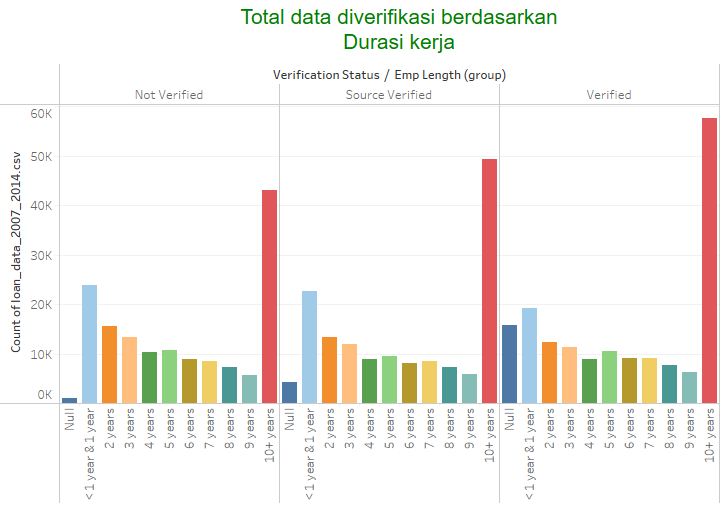 Total data diverifikasi berdasarkan
Durasi kerja
Verification Status / Emp Length (group)
Not Verified Source Verified Verified
Count of loan_data_2007_2014.csv
60K
50K
40K
30K
20K
10K
0K
Null
< 1 year & 1 year
2 years
3 years
4 years
5 years
6 years
7 years
8 years
9 years
10+ years
Null
< 1 year & 1 year
2 years
3 years
4 years
5 years
6 years
7 years
8 years
9 years
10+ years
Null
< 1 year & 1 year
2 years
3 years
4 years
5 years
6 years
7 years
8 years
9 years
10+ years